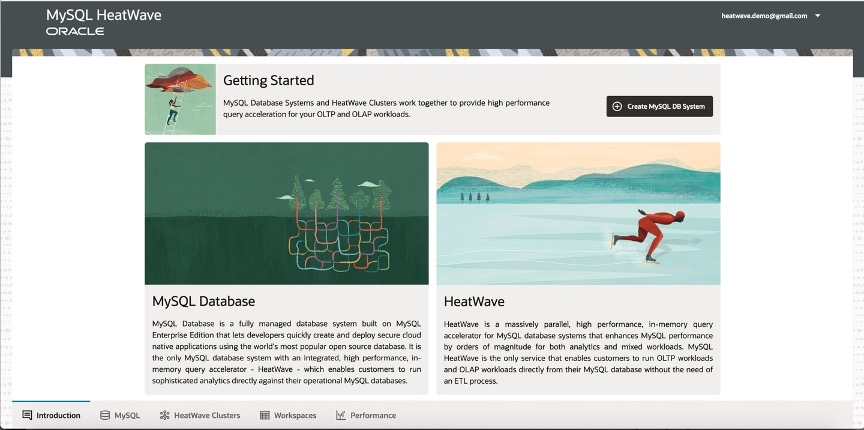 MySQL HeatWave
ORACLE
heatwave.demo@gmail.com
Getting Started
MySQL Database Systems and HeatWave Clusters work together to provide high performance
query acceleration for your OLTP and OLAP workloads.
Create MySQL DB System
MySQL Database
MySQL Database is a fully managed database system built on MySQL
Enterprise Edition that lets developers quickly create and deploy secure cloud
native applications using the world's most popular open source database. It is
the only MySQL database system with an integrated, high performance, in-
memory query accelerator - HeatWave - which enables customers to run
sophisticated analytics directly against their operational MySQL databases.
HeatWave
HeatWave is a massively parallel, high performance, in-memory query
accelerator for MySQL database systems that enhances MySQL performance
by orders of magnitude for both analytics and mixed workloads. MySQL
HeatWave is the only service that enables customers to run OLTP workloads
and OLAP workloads directly from their MySQL database without the need of
an ETL process.
Introduction
MySQL
HeatWave Clusters
Workspaces
Performance